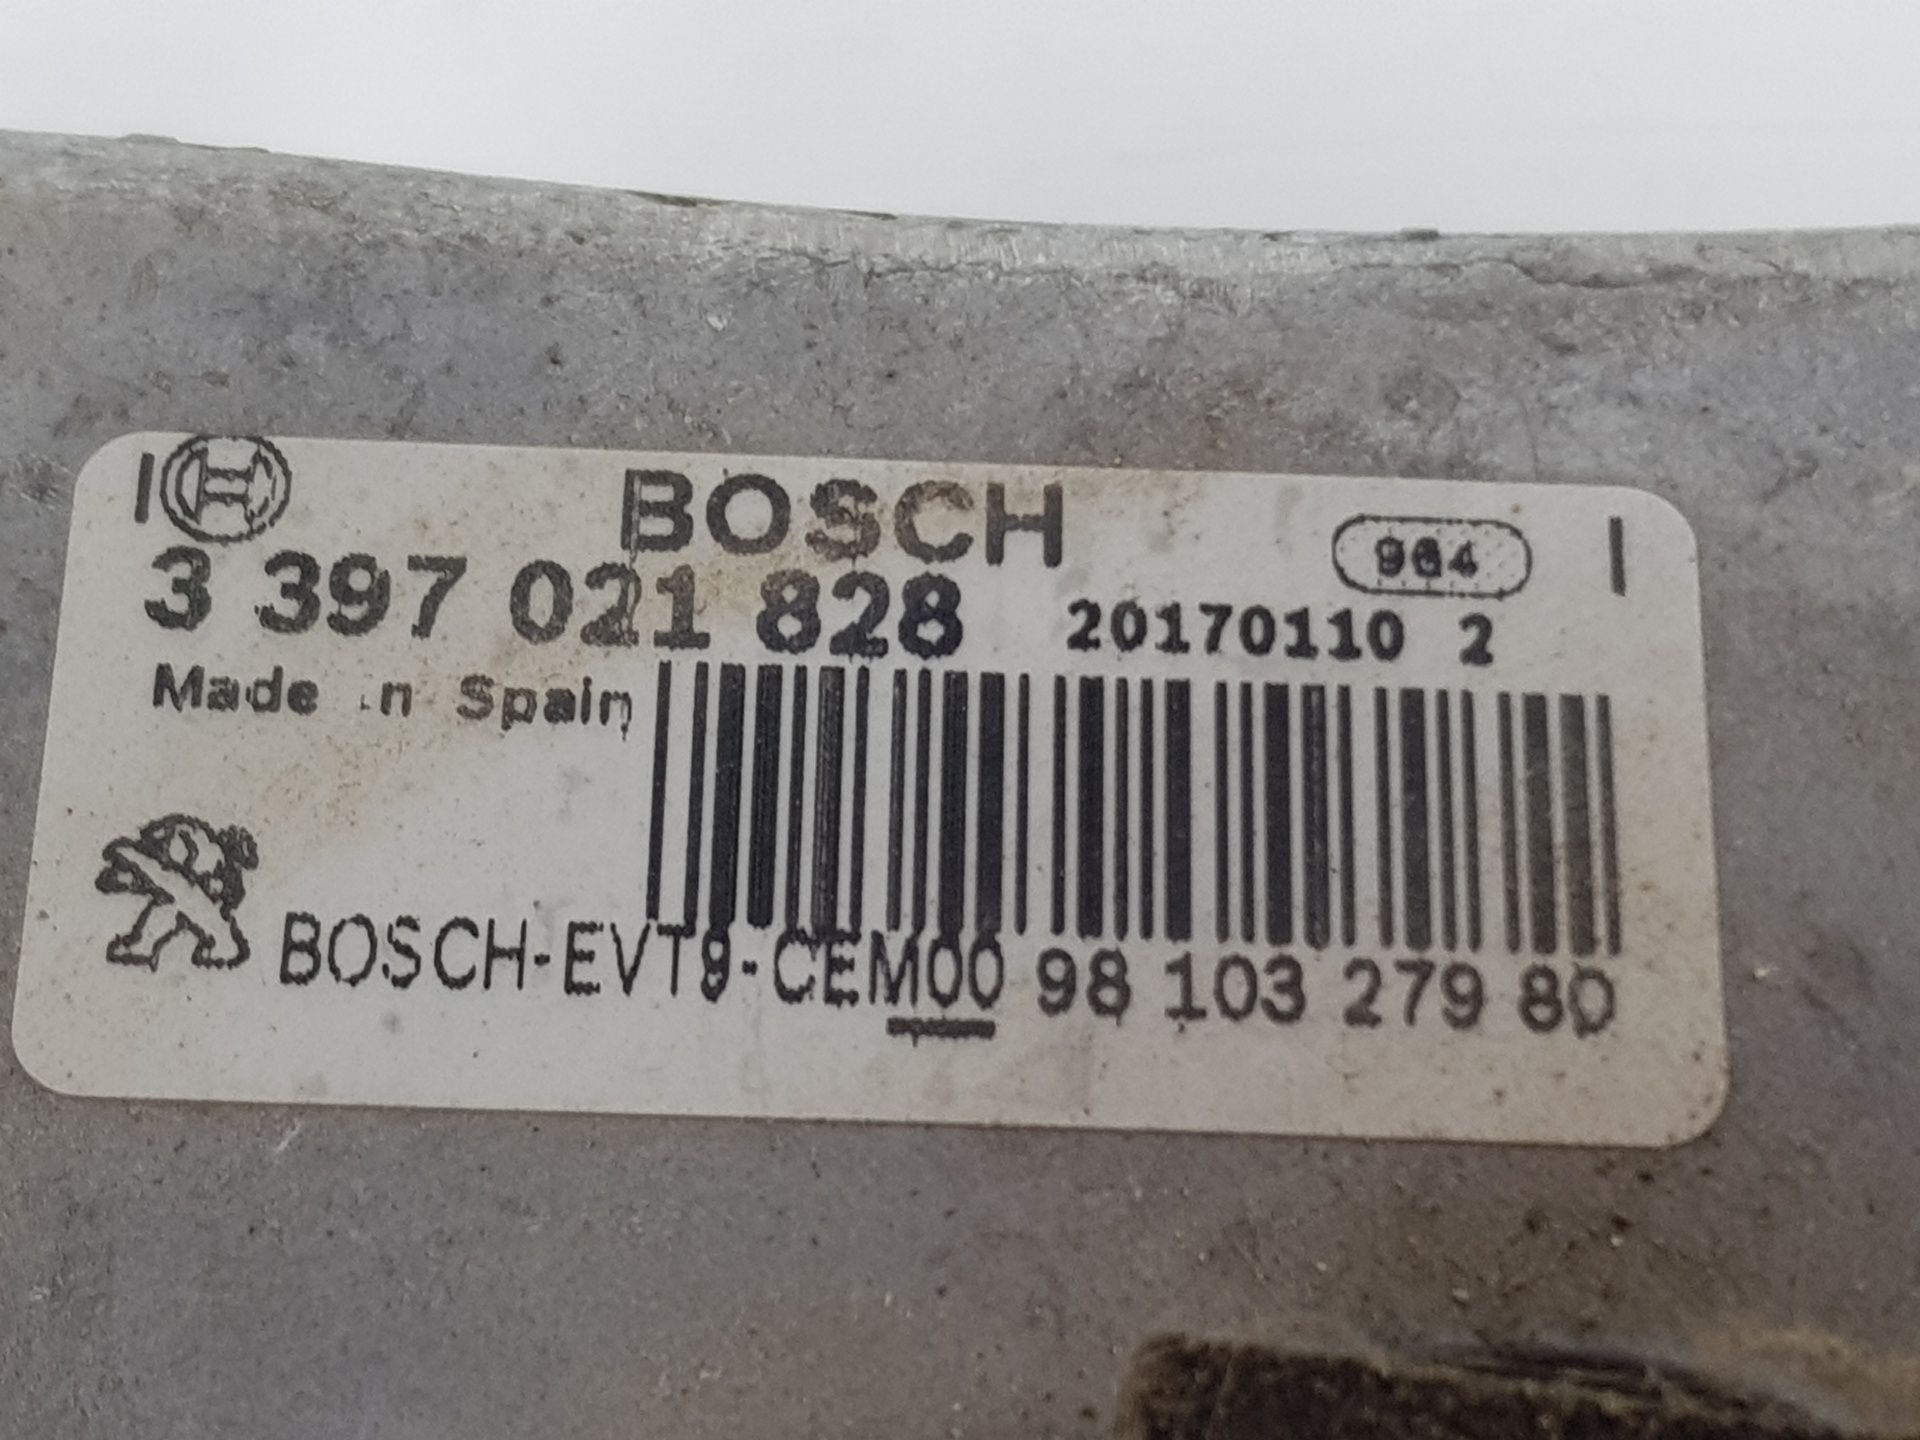 BOSCH
964
3 397 021 828 20170110 2
Made in Spain
BOSCH-EVT9-CEM00 98 103 279 80